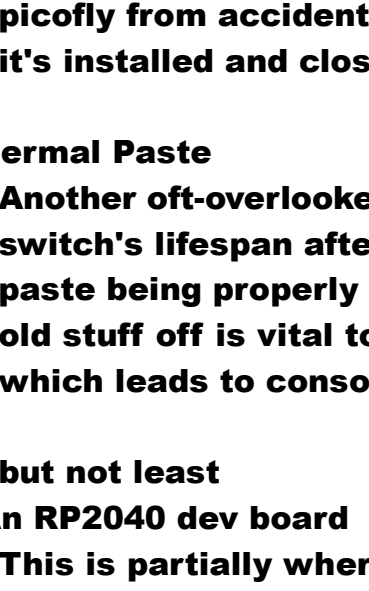 picofly from accident
it's installed and clos
ermal Paste
Another oft-overlooke
switch's lifespan afte
paste being properly
old stuff off is vital to
which leads to conso
but not least
n RP2040 dev board
This is partially wher